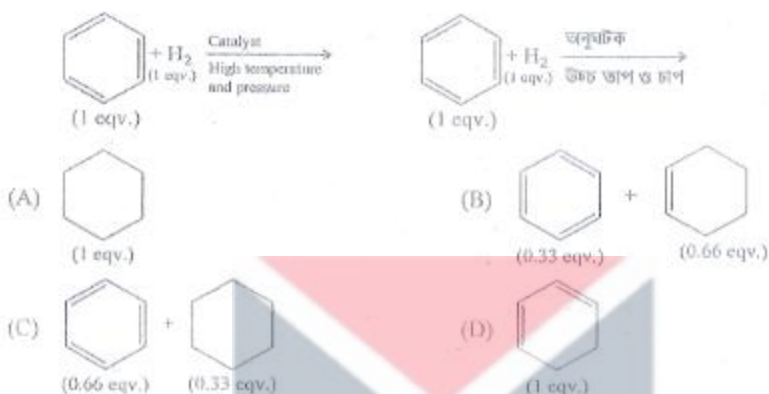 + H₂ Catalyst
(1 eqv.) High temperature
and pressure
(1 eqv.)
+ H₂ অনুঘটক
(1 eqv.) উচ্চ তাপ ও চাপ
(1 eqv.)
(A)
(1 eqv.)
(B) +
(0.33 eqv.) (0.66 eqv.)
(C) +
(0.66 eqv.) (0.33 eqv.)
(D)
(1 eqv.)